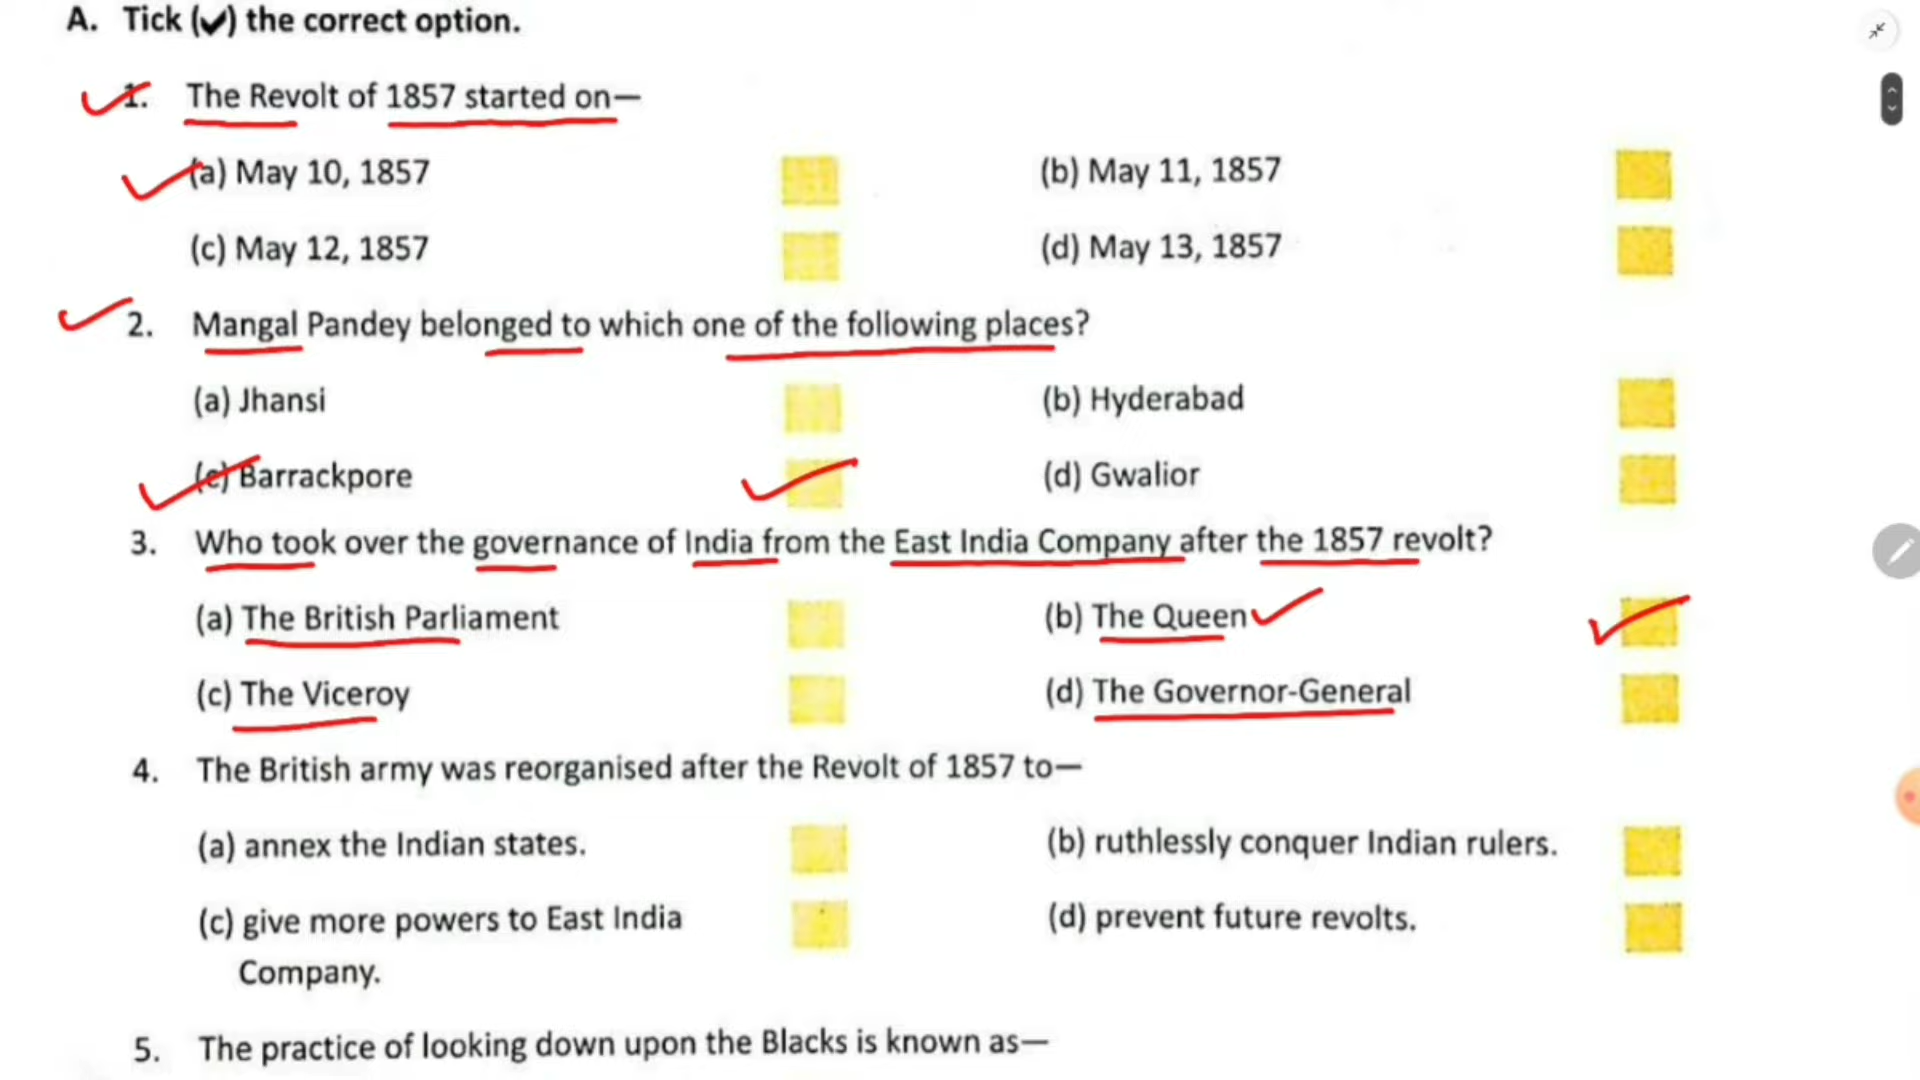 A. Tick (✔) the correct option.
1. The Revolt of 1857 started on—
(a) May 10, 1857 (b) May 11, 1857
(c) May 12, 1857 (d) May 13, 1857
2. Mangal Pandey belonged to which one of the following places?
(a) Jhansi (b) Hyderabad
(c) Barrackpore (d) Gwalior
3. Who took over the governance of India from the East India Company after the 1857 revolt?
(a) The British Parliament (b) The Queen
(c) The Viceroy (d) The Governor-General
4. The British army was reorganised after the Revolt of 1857 to—
(a) annex the Indian states. (b) ruthlessly conquer Indian rulers.
(c) give more powers to East India (d) prevent future revolts.
Company.
5. The practice of looking down upon the Blacks is known as—